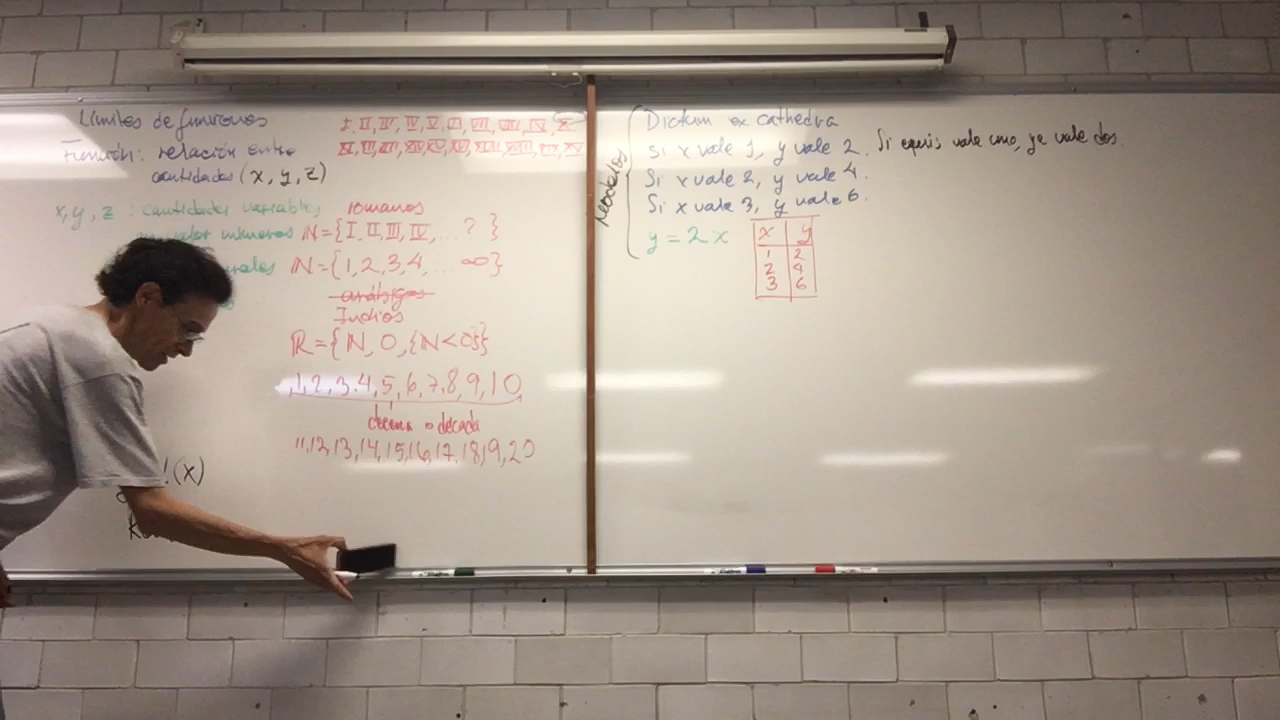 Límites de funciones
Función: relación entre
cantidades (x, y, z)
x, y, z : cantidades variables
números
romanos
I, II, III, IV, V, VI, VII, VIII, IX, X
XI, XII, XIII, XIV, XV, XVI, XVII, XVIII, XIX, XX
N={I, II, III, IV, ...? }
N={1,2,3,4, ... ∞}
arábigos
Indios
R={N, 0, {N<0}}
1,2,3,4,5,6,7,8,9,10
decena o década
11,12,13,14,15,16,17,18,19,20
(x)
Modelos
Dictum ex cathedra
Si x vale 1, y vale 2. Si equis vale uno, ye vale dos.
Si x vale 2, y vale 4.
Si x vale 3, y vale 6.
y = 2x
x y
1 2
2 4
3 6